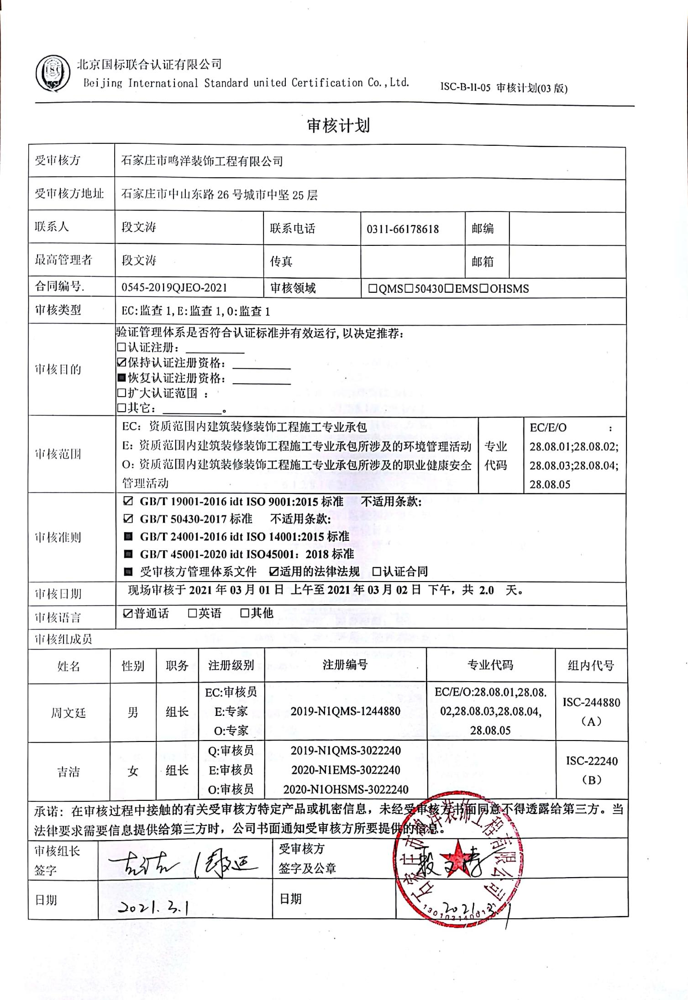 北京国标联合认证有限公司
Beijing International Standard united Certification Co.,Ltd.
ISC-B-II-05 审核计划(03 版)
审核计划
受审核方 石家庄市鸣洋装饰工程有限公司
受审核方地址 石家庄市中山东路 26 号城市中坚 25 层
联系人 段文涛 联系电话 0311-66178618 邮编
最高管理者 段文涛 传真 邮箱
合同编号. 0545-2019QJEO-2021 审核领域 □QMS□50430□EMS□OHSMS
审核类型 EC:监查 1,E:监查 1,O:监查 1
审核目的
验证管理体系是否符合认证标准并有效运行,以决定推荐：
□认证注册：
☑保持认证注册资格：
■恢复认证注册资格：
□扩大认证范围 ：
□其它： 。
审核范围
EC：资质范围内建筑装修装饰工程施工专业承包
E：资质范围内建筑装修装饰工程施工专业承包所涉及的环境管理活动
O：资质范围内建筑装修装饰工程施工专业承包所涉及的职业健康安全
管理活动
专业
代码
EC/E/O ：
28.08.01;28.08.02;
28.08.03;28.08.04;
28.08.05
审核准则
☑ GB/T 19001-2016 idt ISO 9001:2015 标准 不适用条款:
☑ GB/T 50430-2017 标准 不适用条款:
■ GB/T 24001-2016 idt ISO 14001:2015 标准
■ GB/T 45001-2020 idt ISO45001：2018 标准
■ 受审核方管理体系文件 ☑适用的法律法规 □认证合同
审核日期 现场审核于 2021 年 03 月 01 日 上午至 2021 年 03 月 02 日 下午，共 2.0 天。
审核语言 ☑普通话 □英语 □其他
审核组成员
姓名 性别 职务 注册级别 注册编号 专业代码 组内代号
周文廷 男 组长
EC:审核员
E:专家
O:专家
2019-N1QMS-1244880
EC/E/O:28.08.01,28.08.
02,28.08.03,28.08.04,
28.08.05
ISC-244880
（A）
吉洁 女 组长
Q:审核员
E:审核员
O:审核员
2019-N1QMS-3022240
2020-N1EMS-3022240
2020-N1OHSMS-3022240
ISC-22240
（B）
承诺：在审核过程中接触的有关受审核方特定产品或机密信息，未经受审核方书面同意不得透露给第三方。当
法律要求需要信息提供给第三方时，公司书面通知受审核方所要提供的信息。
审核组长
签字
吉洁 周文廷
受审核方
签字及公章
段文涛
石家庄市鸣洋装饰工程有限公司
日期 2021.3.1
日期 2021.3.1